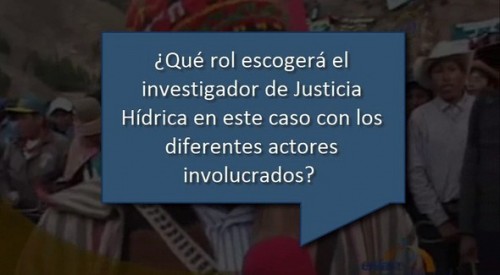 ¿Qué rol escogerá el
investigador de Justicia
Hídrica en este caso con los
diferentes actores
involucrados?